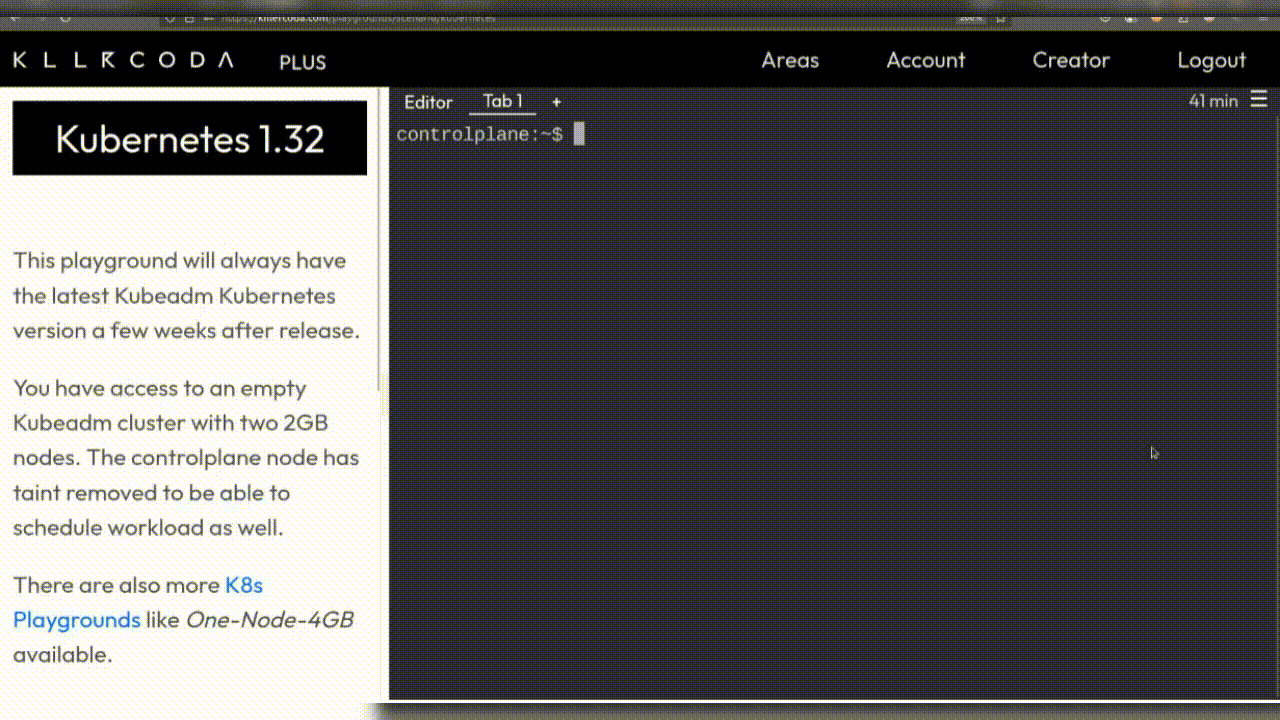 https://killercoda.com/playgrounds/scenario/kubernetes
200%
KLLRCODA PLUS Areas Account Creator Logout
Editor Tab 1 + 41 min
controlplane:~$
Kubernetes 1.32
This playground will always have
the latest Kubeadm Kubernetes
version a few weeks after release.
You have access to an empty
Kubeadm cluster with two 2GB
nodes. The controlplane node has
taint removed to be able to
schedule workload as well.
There are also more K8s
Playgrounds like One-Node-4GB
available.